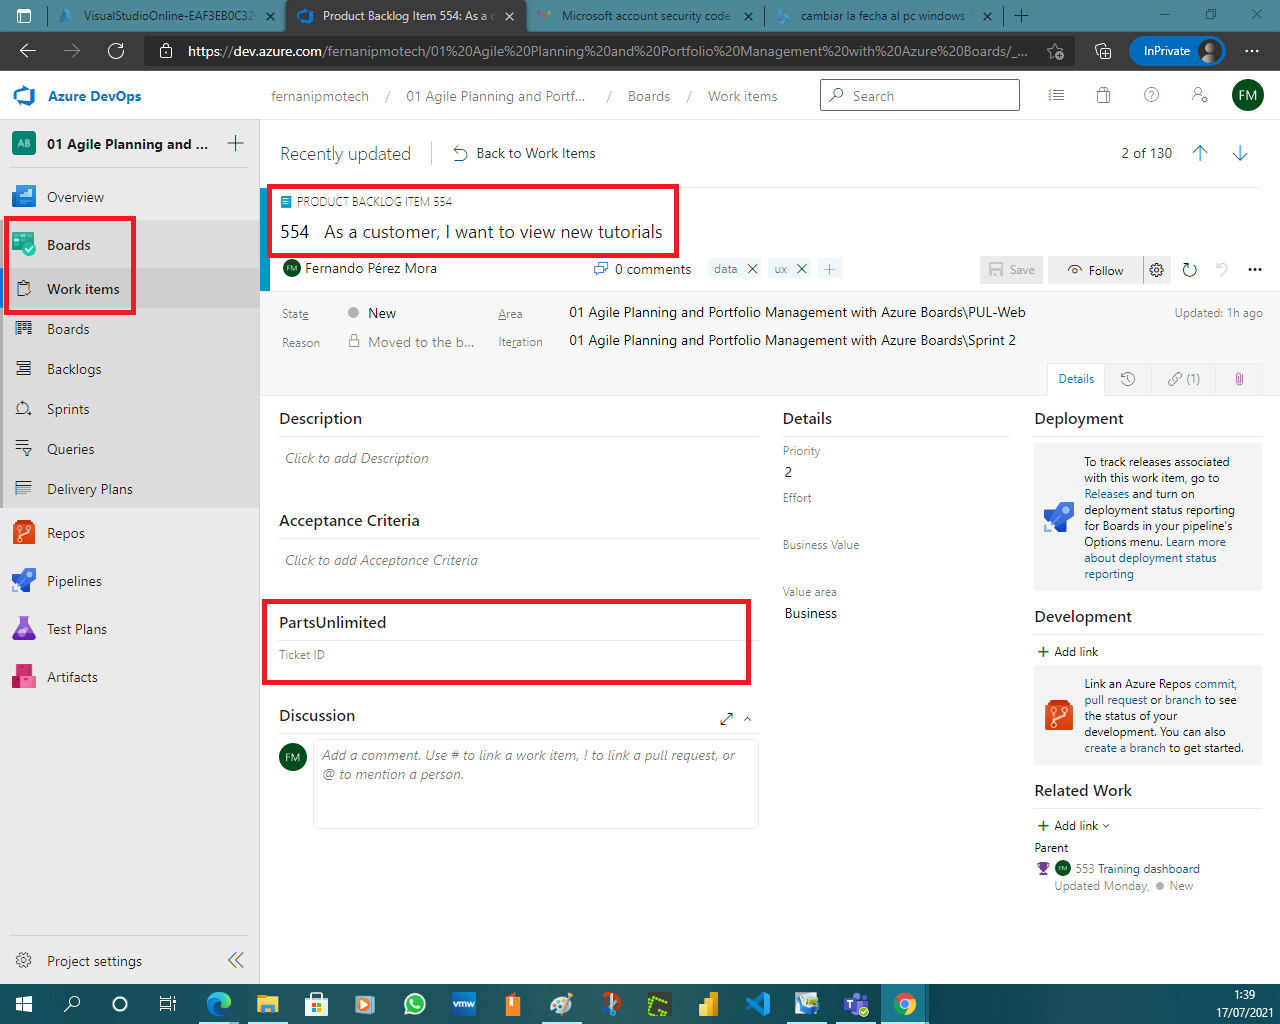 VisualStudioOnline-EAF3EB0C32
Product Backlog Item 554: As a c
Microsoft account security code
cambiar la fecha al pc windows 1
https://dev.azure.com/fernanipmotech/01%20Agile%20Planning%20and%20Portfolio%20Management%20with%20Azure%20Boards/_...
InPrivate
Azure DevOps
fernanipmotech / 01 Agile Planning and Portf... / Boards / Work items
Search
FM
AB
01 Agile Planning and ...
Recently updated
Back to Work Items
2 of 130
Overview
Boards
Work items
Boards
Backlogs
Sprints
Queries
Delivery Plans
Repos
Pipelines
Test Plans
Artifacts
Project settings
PRODUCT BACKLOG ITEM 554
554 As a customer, I want to view new tutorials
FM Fernando Pérez Mora
0 comments
data
ux
Save
Follow
State
New
Area
01 Agile Planning and Portfolio Management with Azure Boards\PUL-Web
Updated: 1h ago
Reason
Moved to the b...
Iteration
01 Agile Planning and Portfolio Management with Azure Boards\Sprint 2
Details
(1)
Description
Click to add Description
Acceptance Criteria
Click to add Acceptance Criteria
PartsUnlimited
Ticket ID
Discussion
FM
Add a comment. Use # to link a work item, ! to link a pull request, or
@ to mention a person.
Details
Priority
2
Effort
Business Value
Value area
Business
Deployment
To track releases associated
with this work item, go to
Releases and turn on
deployment status reporting
for Boards in your pipeline's
Options menu. Learn more
about deployment status
reporting
Development
Add link
Link an Azure Repos commit,
pull request or branch to see
the status of your
development. You can also
create a branch to get started.
Related Work
Add link
Parent
FM 553 Training dashboard
Updated Monday, New
vmw
1:39
17/07/2021